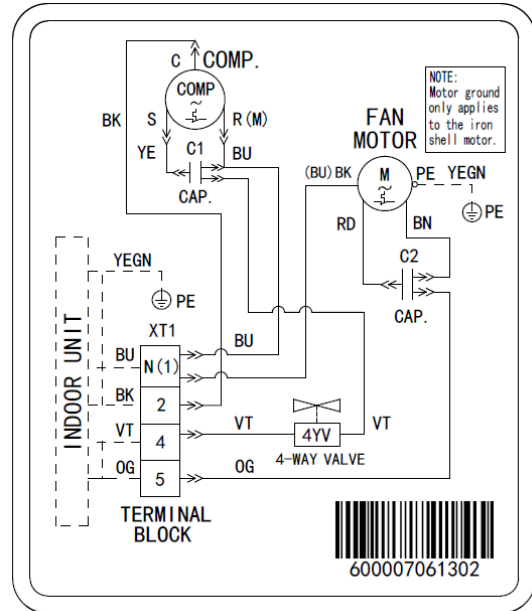 C COMP.
COMP
BK
S
R(M)
YE
C1
BU
CAP.
NOTE:
Motor ground
only applies
to the iron
shell motor.
FAN
MOTOR
(BU)BK
M
PE
YEGN
PE
RD
BN
C2
CAP.
YEGN
PE
XT1
INDOOR UNIT
BU
N(1)
BU
BK
2
VT
4
VT
4YV
VT
4-WAY VALVE
OG
5
OG
TERMINAL
BLOCK
600007061302